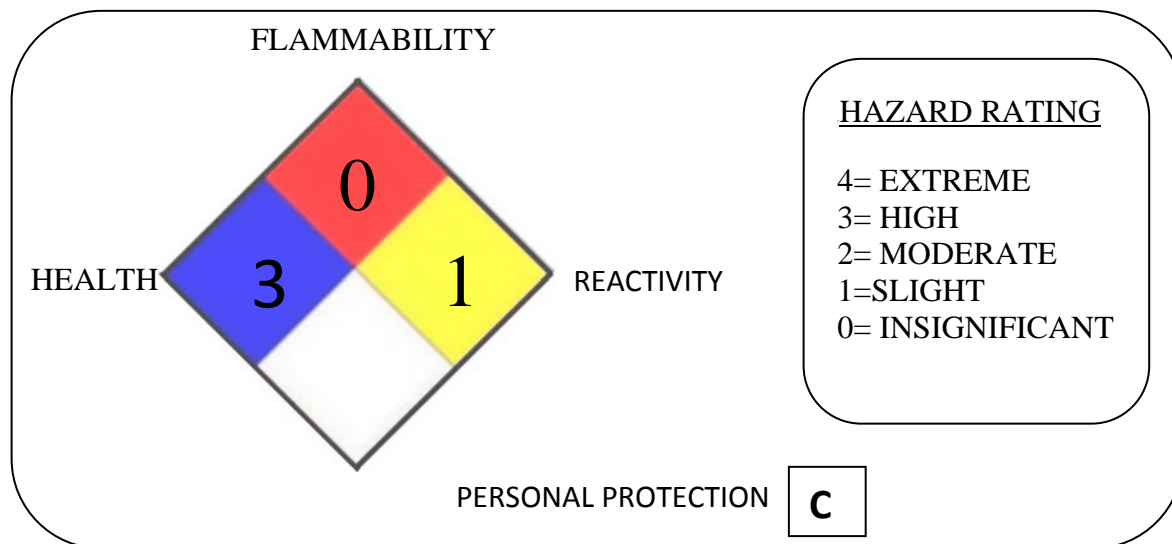 FLAMMABILITY
0
HEALTH
3
1
REACTIVITY
HAZARD RATING
4= EXTREME
3= HIGH
2= MODERATE
1=SLIGHT
0= INSIGNIFICANT
PERSONAL PROTECTION C